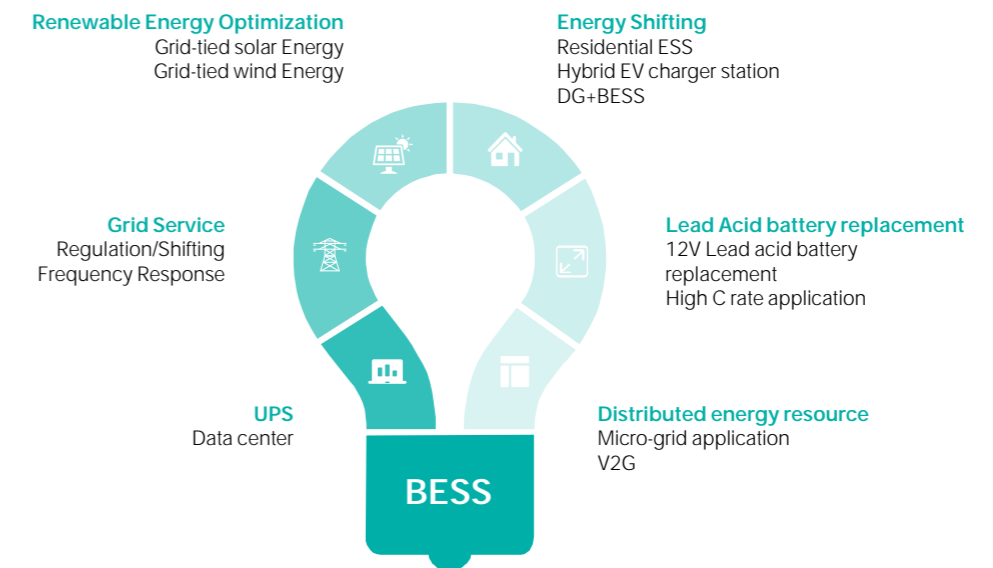 Renewable Energy Optimization
Grid-tied solar Energy
Grid-tied wind Energy
Energy Shifting
Residential ESS
Hybrid EV charger station
DG+BESS
Grid Service
Regulation/Shifting
Frequency Response
Lead Acid battery replacement
12V Lead acid battery
replacement
High C rate application
UPS
Data center
Distributed energy resource
Micro-grid application
V2G
BESS